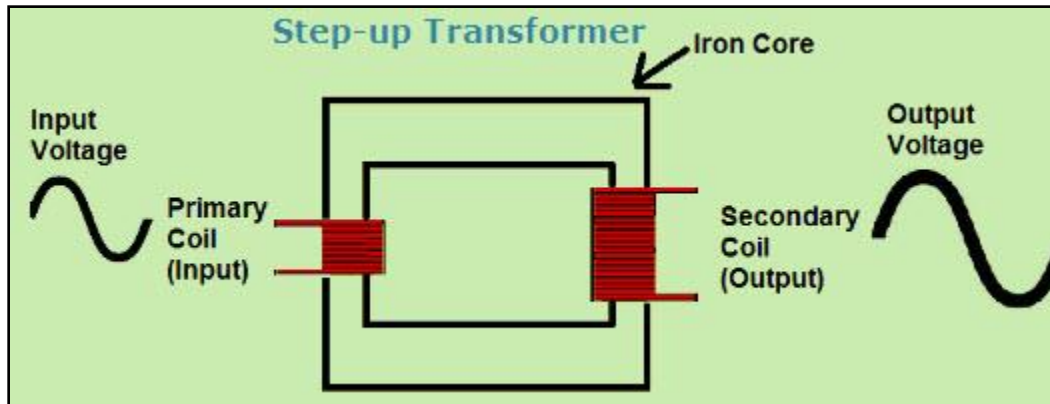 Step-up Transformer
Iron Core
Input
Voltage
Output
Voltage
Primary
Coil
(Input)
Secondary
Coil
(Output)